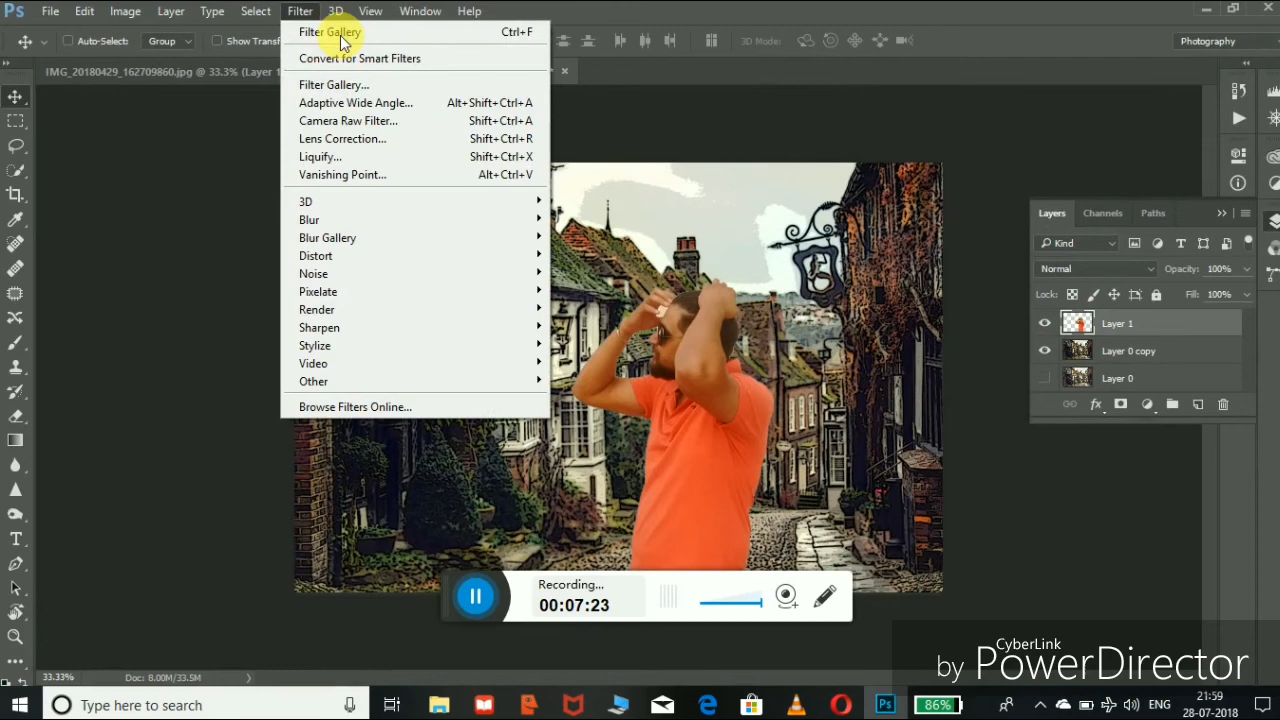 Ps File Edit Image Layer Type Select Filter 3D View Window Help
Auto-Select: Group Show Transf 3D Mode: Photography
IMG_20180429_162709860.jpg @ 33.3% (Layer 1
Filter Gallery Ctrl+F
Convert for Smart Filters
Filter Gallery...
Adaptive Wide Angle... Alt+Shift+Ctrl+A
Camera Raw Filter... Shift+Ctrl+A
Lens Correction... Shift+Ctrl+R
Liquify... Shift+Ctrl+X
Vanishing Point... Alt+Ctrl+V
3D
Blur
Blur Gallery
Distort
Noise
Pixelate
Render
Sharpen
Stylize
Video
Other
Browse Filters Online...
Layers Channels Paths
Kind
Normal Opacity: 100%
Lock: Fill: 100%
Layer 1
Layer 0 copy
Layer 0
Recording...
00:07:23
33.33% Doc: 8.00M/33.5M
CyberLink
by PowerDirector
Type here to search
Ps
86%
ENG
21:59
28-07-2018